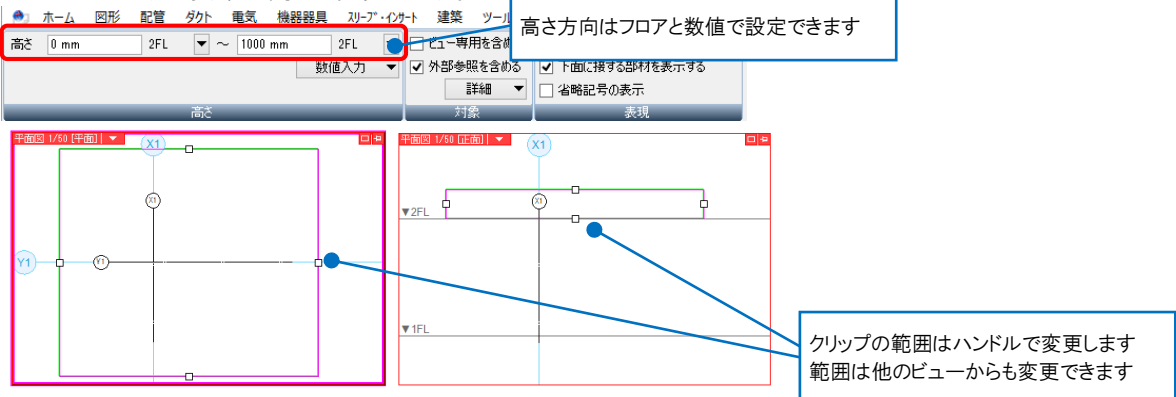 ホーム 図形 配管 ダクト 電気 機器器具 スリーブ・インサート 建築 ツール
高さ方向はフロアと数値で設定できます
高さ 0 mm 2FL ▼ ～ 1000 mm 2FL
ビュー専用を含め
数値入力 ▼
外部参照を含める
下面に接する部材を表示する
詳細 ▼
省略記号の表示
高さ
対象
表現
平面図 1/50 [平面] ▼
平面図 1/50 [正面] ▼
X1
X1
X1
X1
▼2FL
Y1
Y1
▼1FL
クリップの範囲はハンドルで変更します
範囲は他のビューからも変更できます